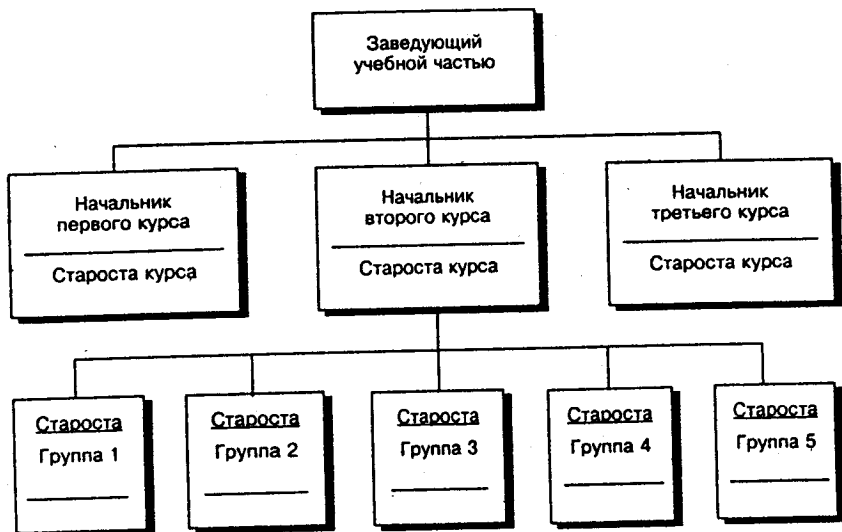 Заведующий
учебной частью
Начальник
первого курса
Староста курса
Начальник
второго курса
Староста курса
Начальник
третьего курса
Староста курса
Староста
Группа 1
Староста
Группа 2
Староста
Группа 3
Староста
Группа 4
Староста
Группа 5